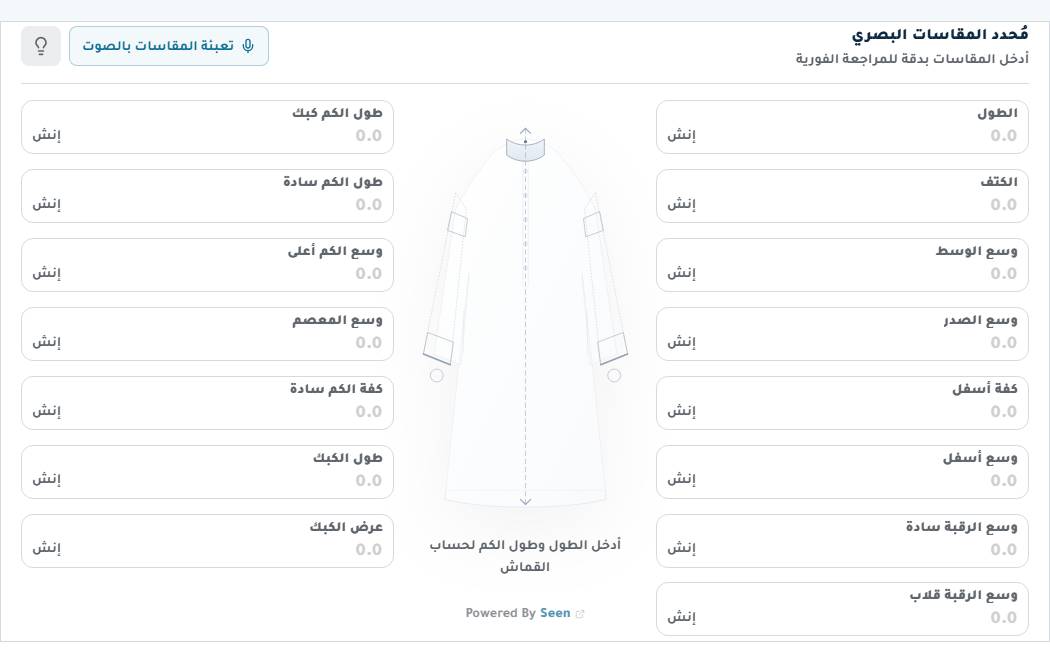 مُحدد المقاسات البصري
أدخل المقاسات بدقة للمراجعة الفورية
تعبئة المقاسات بالصوت
الطول
0.0
إنش
الكتف
0.0
إنش
وسع الوسط
0.0
إنش
وسع الصدر
0.0
إنش
كفة أسفل
0.0
إنش
وسع أسفل
0.0
إنش
وسع الرقبة سادة
0.0
إنش
وسع الرقبة قلاب
0.0
إنش
أدخل الطول وطول الكم لحساب
القماش
Powered By Seen
طول الكم كبك
0.0
إنش
طول الكم سادة
0.0
إنش
وسع الكم أعلى
0.0
إنش
وسع المعصم
0.0
إنش
كفة الكم سادة
0.0
إنش
طول الكبك
0.0
إنش
عرض الكبك
0.0
إنش